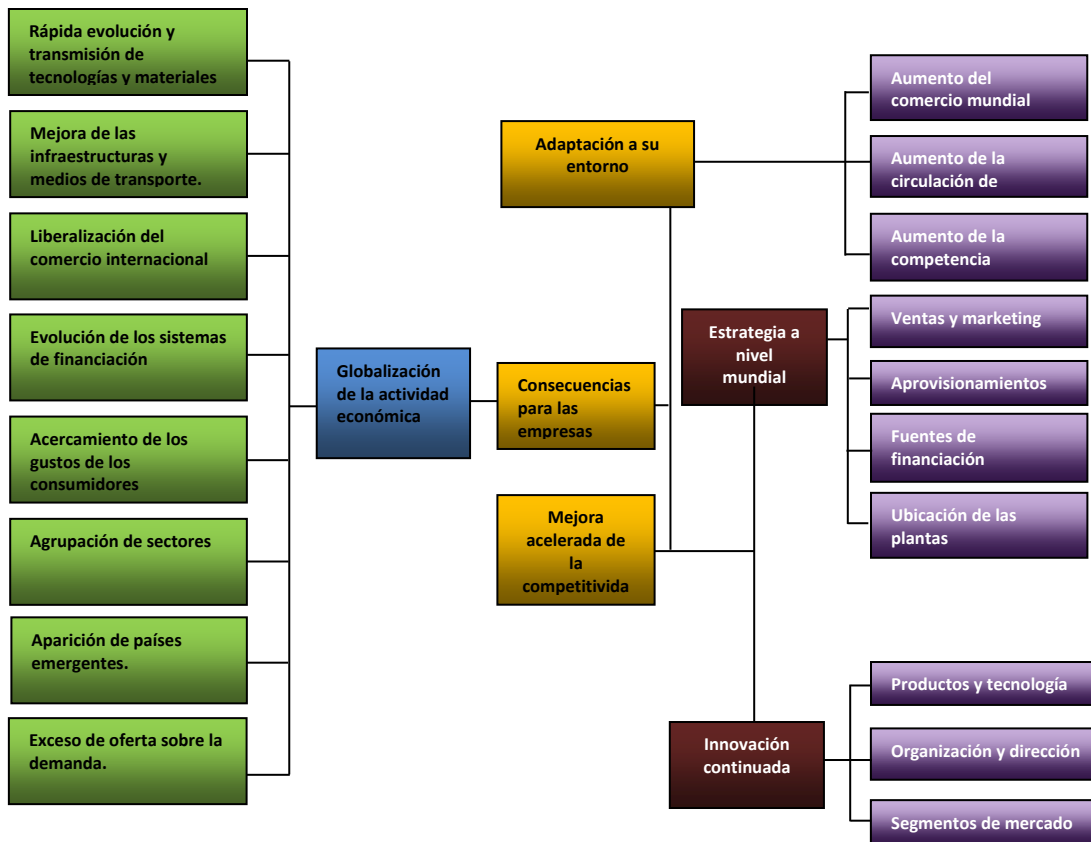 Rápida evolución y
transmisión de
tecnologías y materiales
Mejora de las
infraestructuras y
medios de transporte.
Liberalización del
comercio internacional
Evolución de los sistemas
de financiación
Acercamiento de los
gustos de los
consumidores
Agrupación de sectores
Aparición de países
emergentes.
Exceso de oferta sobre la
demanda.
Globalización
de la actividad
económica
Adaptación a su
entorno
Consecuencias
para las
empresas
Mejora
acelerada de
la
competitivida
Estrategia a
nivel
mundial
Innovación
continuada
Aumento del
comercio mundial
Aumento de la
circulación de
Aumento de la
competencia
Ventas y marketing
Aprovisionamientos
Fuentes de
financiación
Ubicación de las
plantas
Productos y tecnología
Organización y dirección
Segmentos de mercado